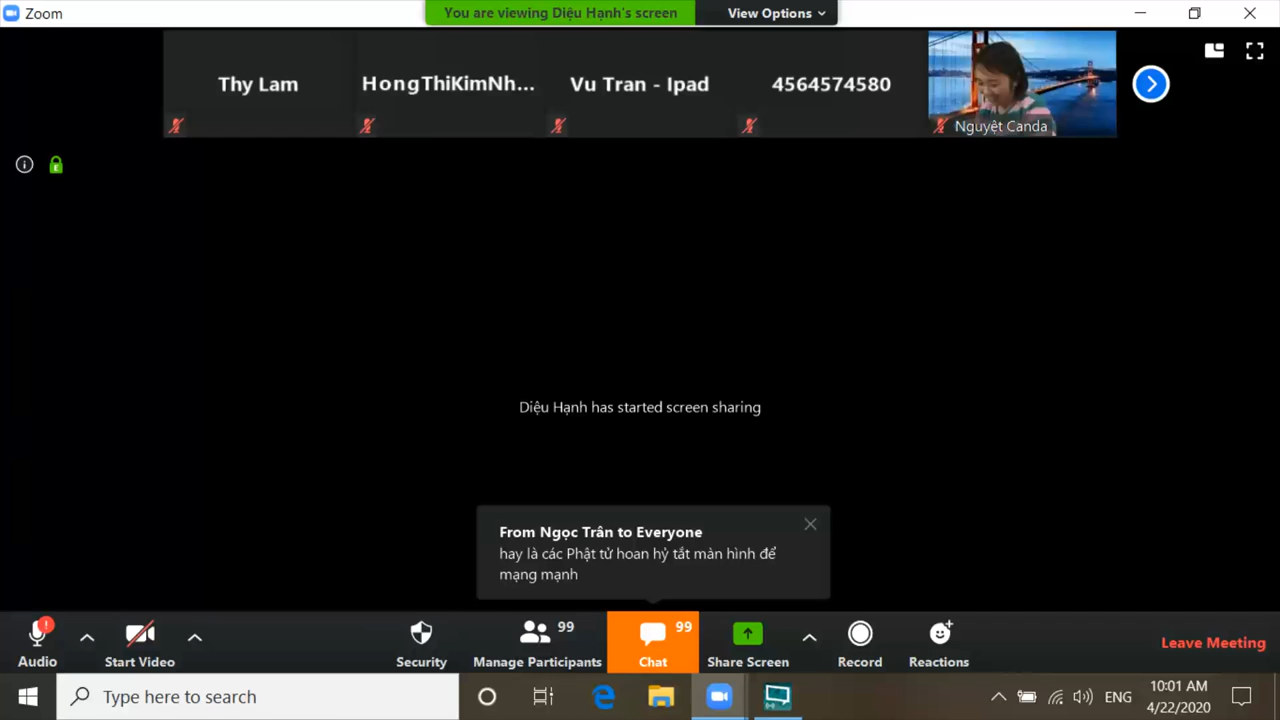 Zoom
You are viewing Diệu Hạnh's screen
View Options
Thy Lam
HongThiKimNh...
Vu Tran - Ipad
4564574580
Nguyệt Canda
Diệu Hạnh has started screen sharing
From Ngọc Trân to Everyone
hay là các Phật tử hoan hỷ tắt màn hình để
mạng mạnh
Audio
Start Video
Security
Manage Participants
99
Chat
99
Share Screen
Record
Reactions
Leave Meeting
Type here to search
ENG
10:01 AM
4/22/2020